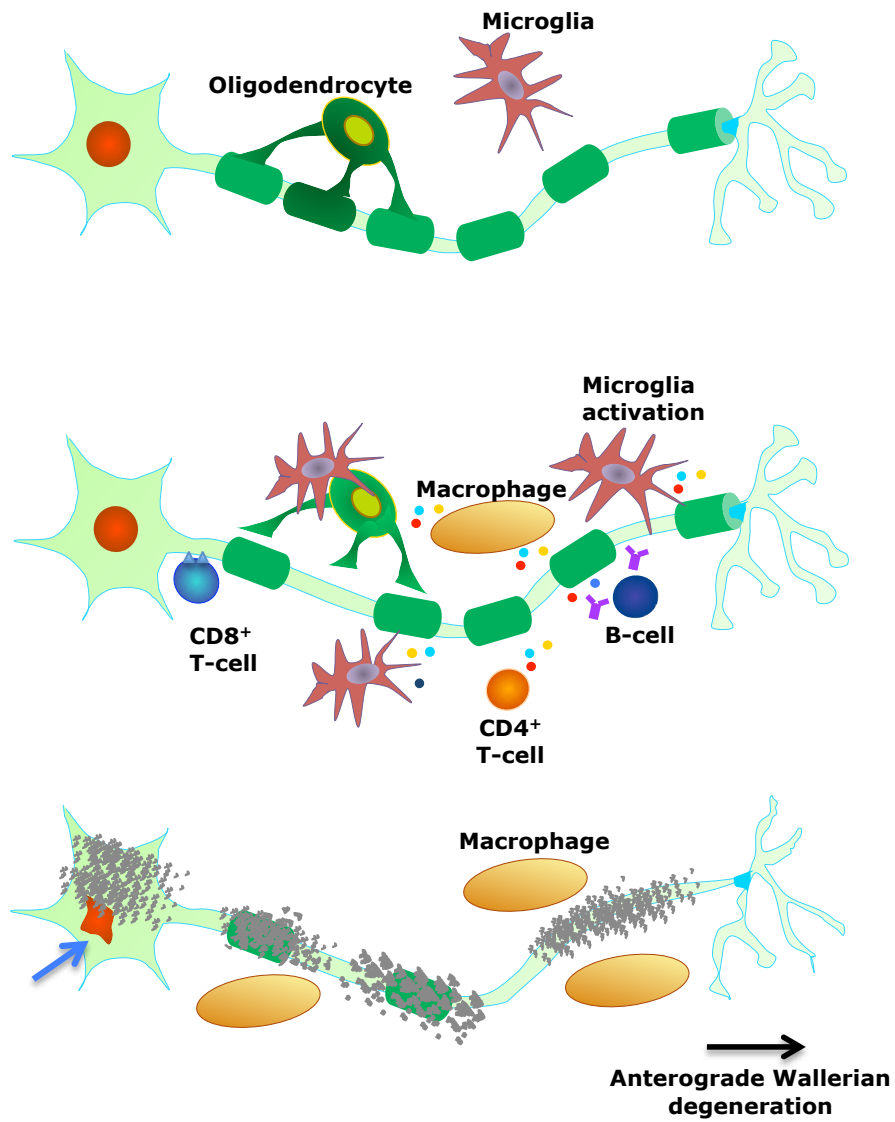 Microglia
Oligodendrocyte
Microglia
activation
Macrophage
CD8⁺
T-cell
B-cell
CD4⁺
T-cell
Macrophage
Anterograde Wallerian
degeneration